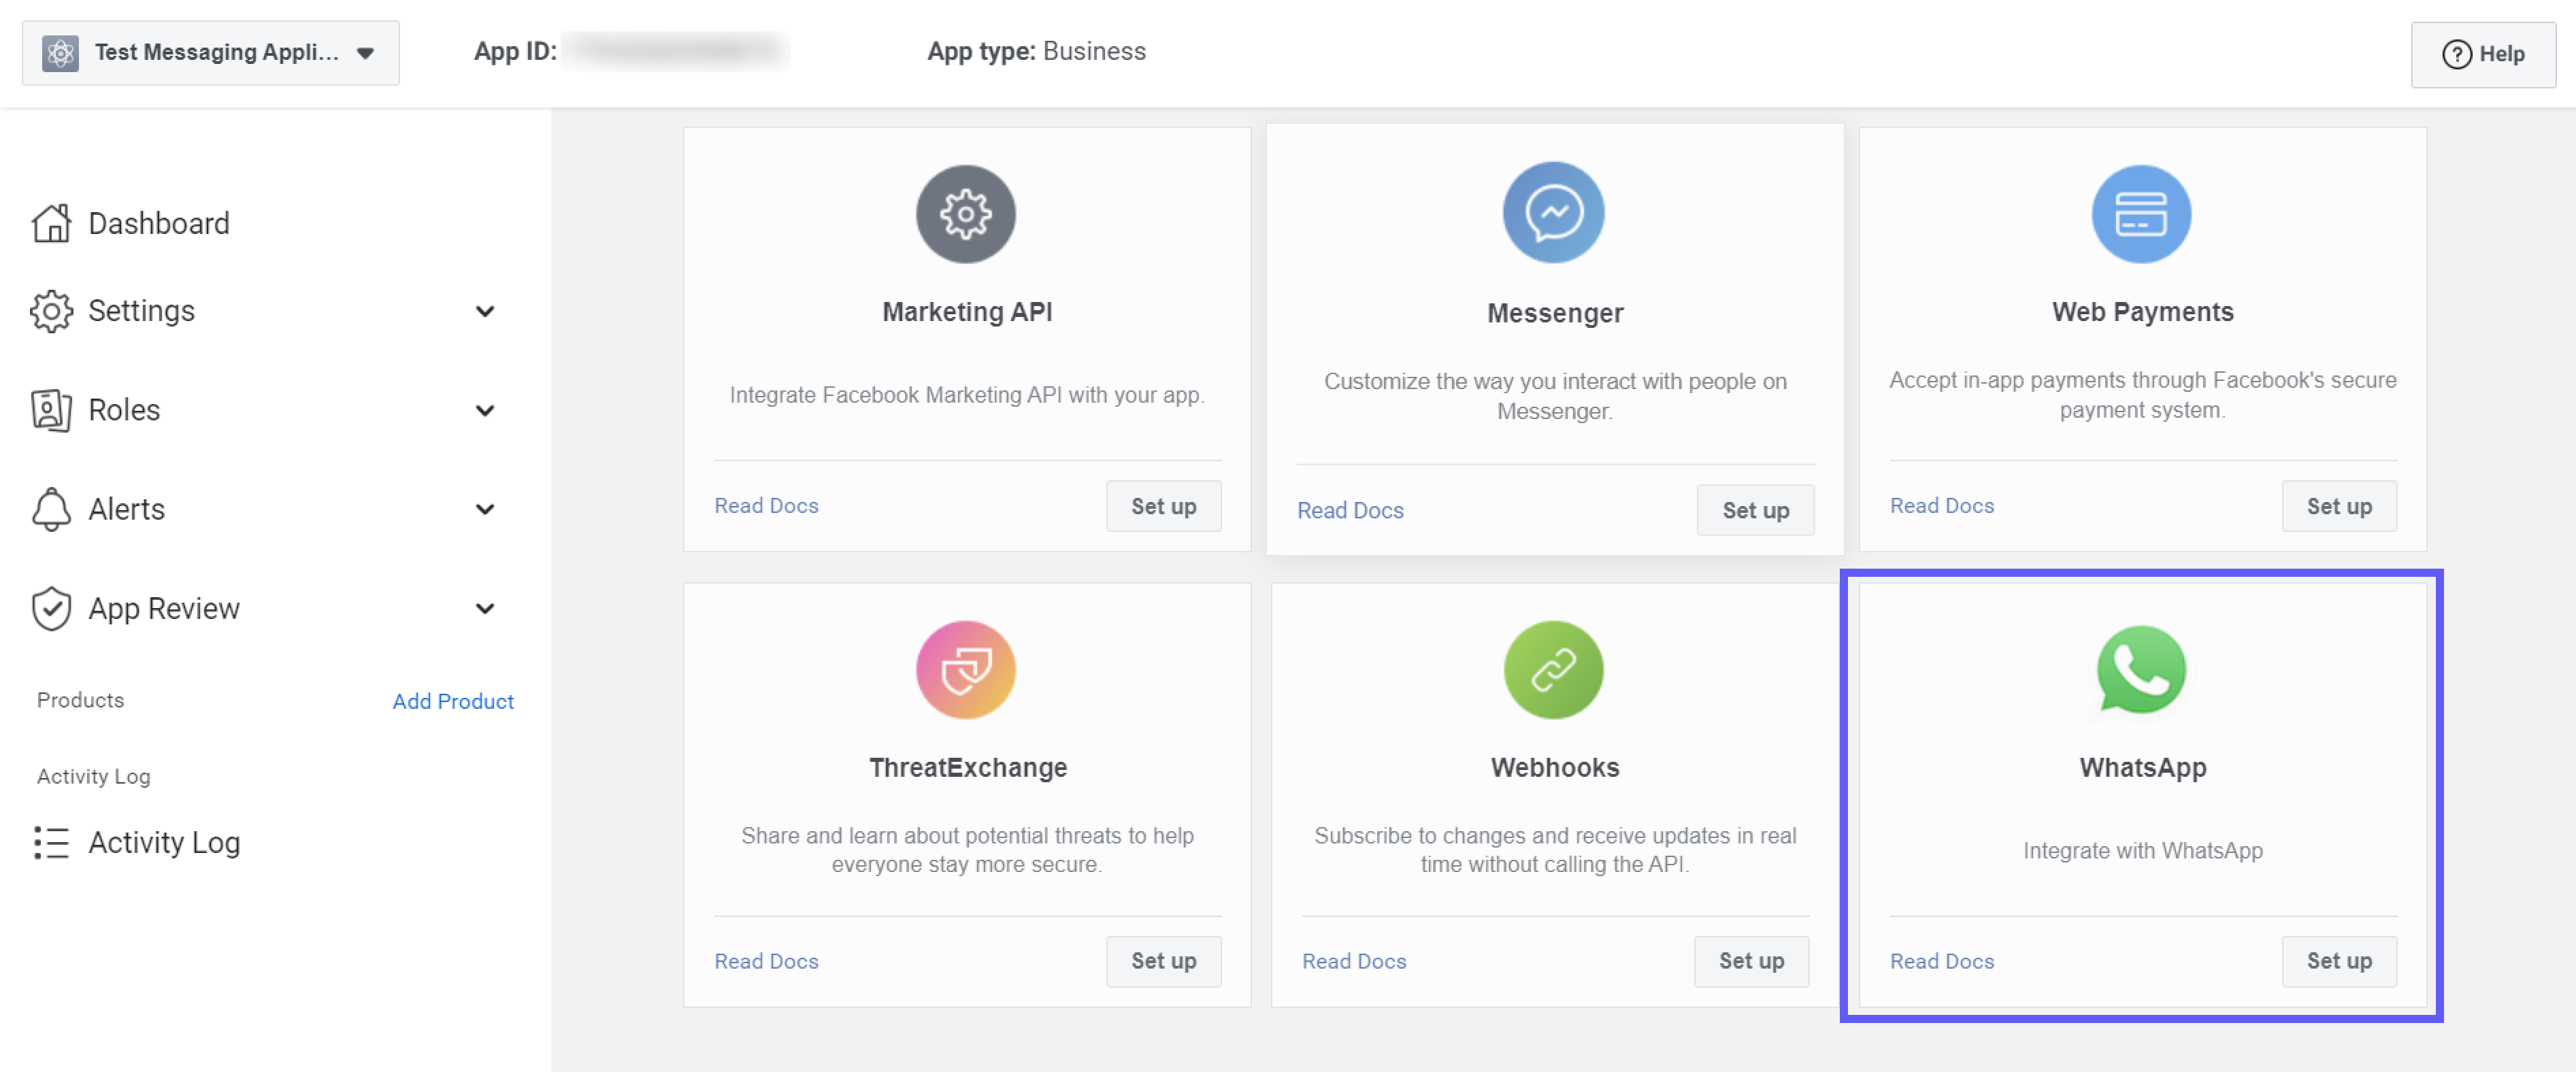 Test Messaging Appli...
App ID:
App type: Business
Help
Dashboard
Settings
Roles
Alerts
App Review
Products
Add Product
Activity Log
Activity Log
Marketing API
Integrate Facebook Marketing API with your app.
Read Docs
Set up
Messenger
Customize the way you interact with people on
Messenger.
Read Docs
Set up
Web Payments
Accept in-app payments through Facebook's secure
payment system.
Read Docs
Set up
ThreatExchange
Share and learn about potential threats to help
everyone stay more secure.
Read Docs
Set up
Webhooks
Subscribe to changes and receive updates in real
time without calling the API.
Read Docs
Set up
WhatsApp
Integrate with WhatsApp
Read Docs
Set up